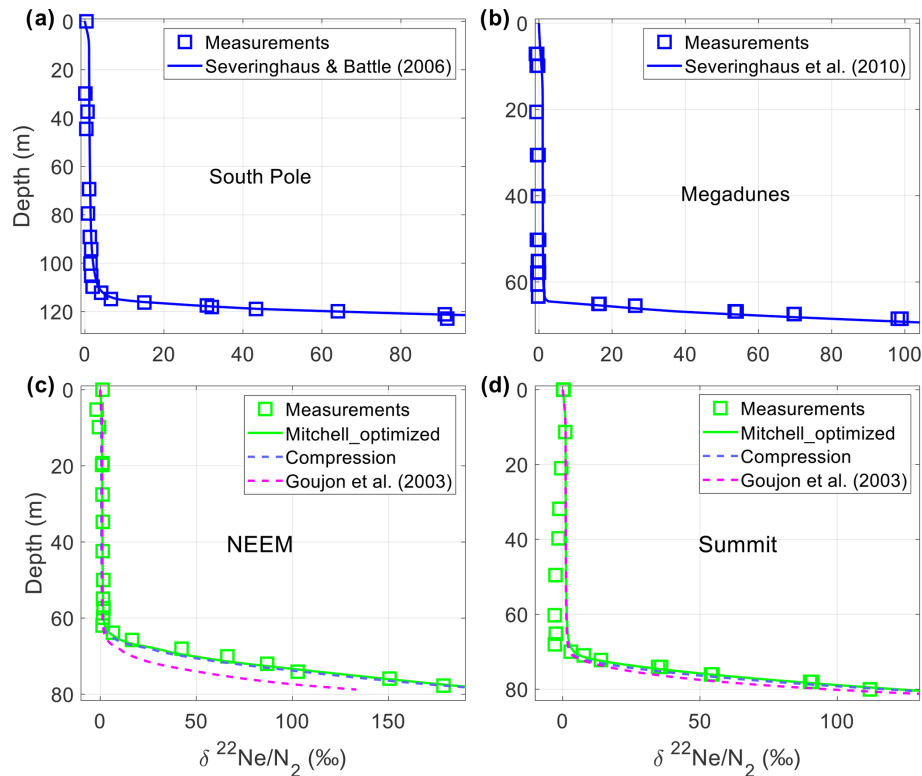 (a)
Measurements
Severinghaus & Battle (2006)
South Pole
0
20
40
60
80
100
120
0
20
40
60
80
Depth (m)
(b)
Measurements
Severinghaus et al. (2010)
Megadunes
0
20
40
60
0
20
40
60
80
100
(c)
Measurements
Mitchell_optimized
Compression
Goujon et al. (2003)
NEEM
0
20
40
60
80
0
50
100
150
Depth (m)
δ ²²Ne/N₂ (‰)
(d)
Measurements
Mitchell_optimized
Compression
Goujon et al. (2003)
Summit
0
20
40
60
80
0
50
100
δ ²²Ne/N₂ (‰)